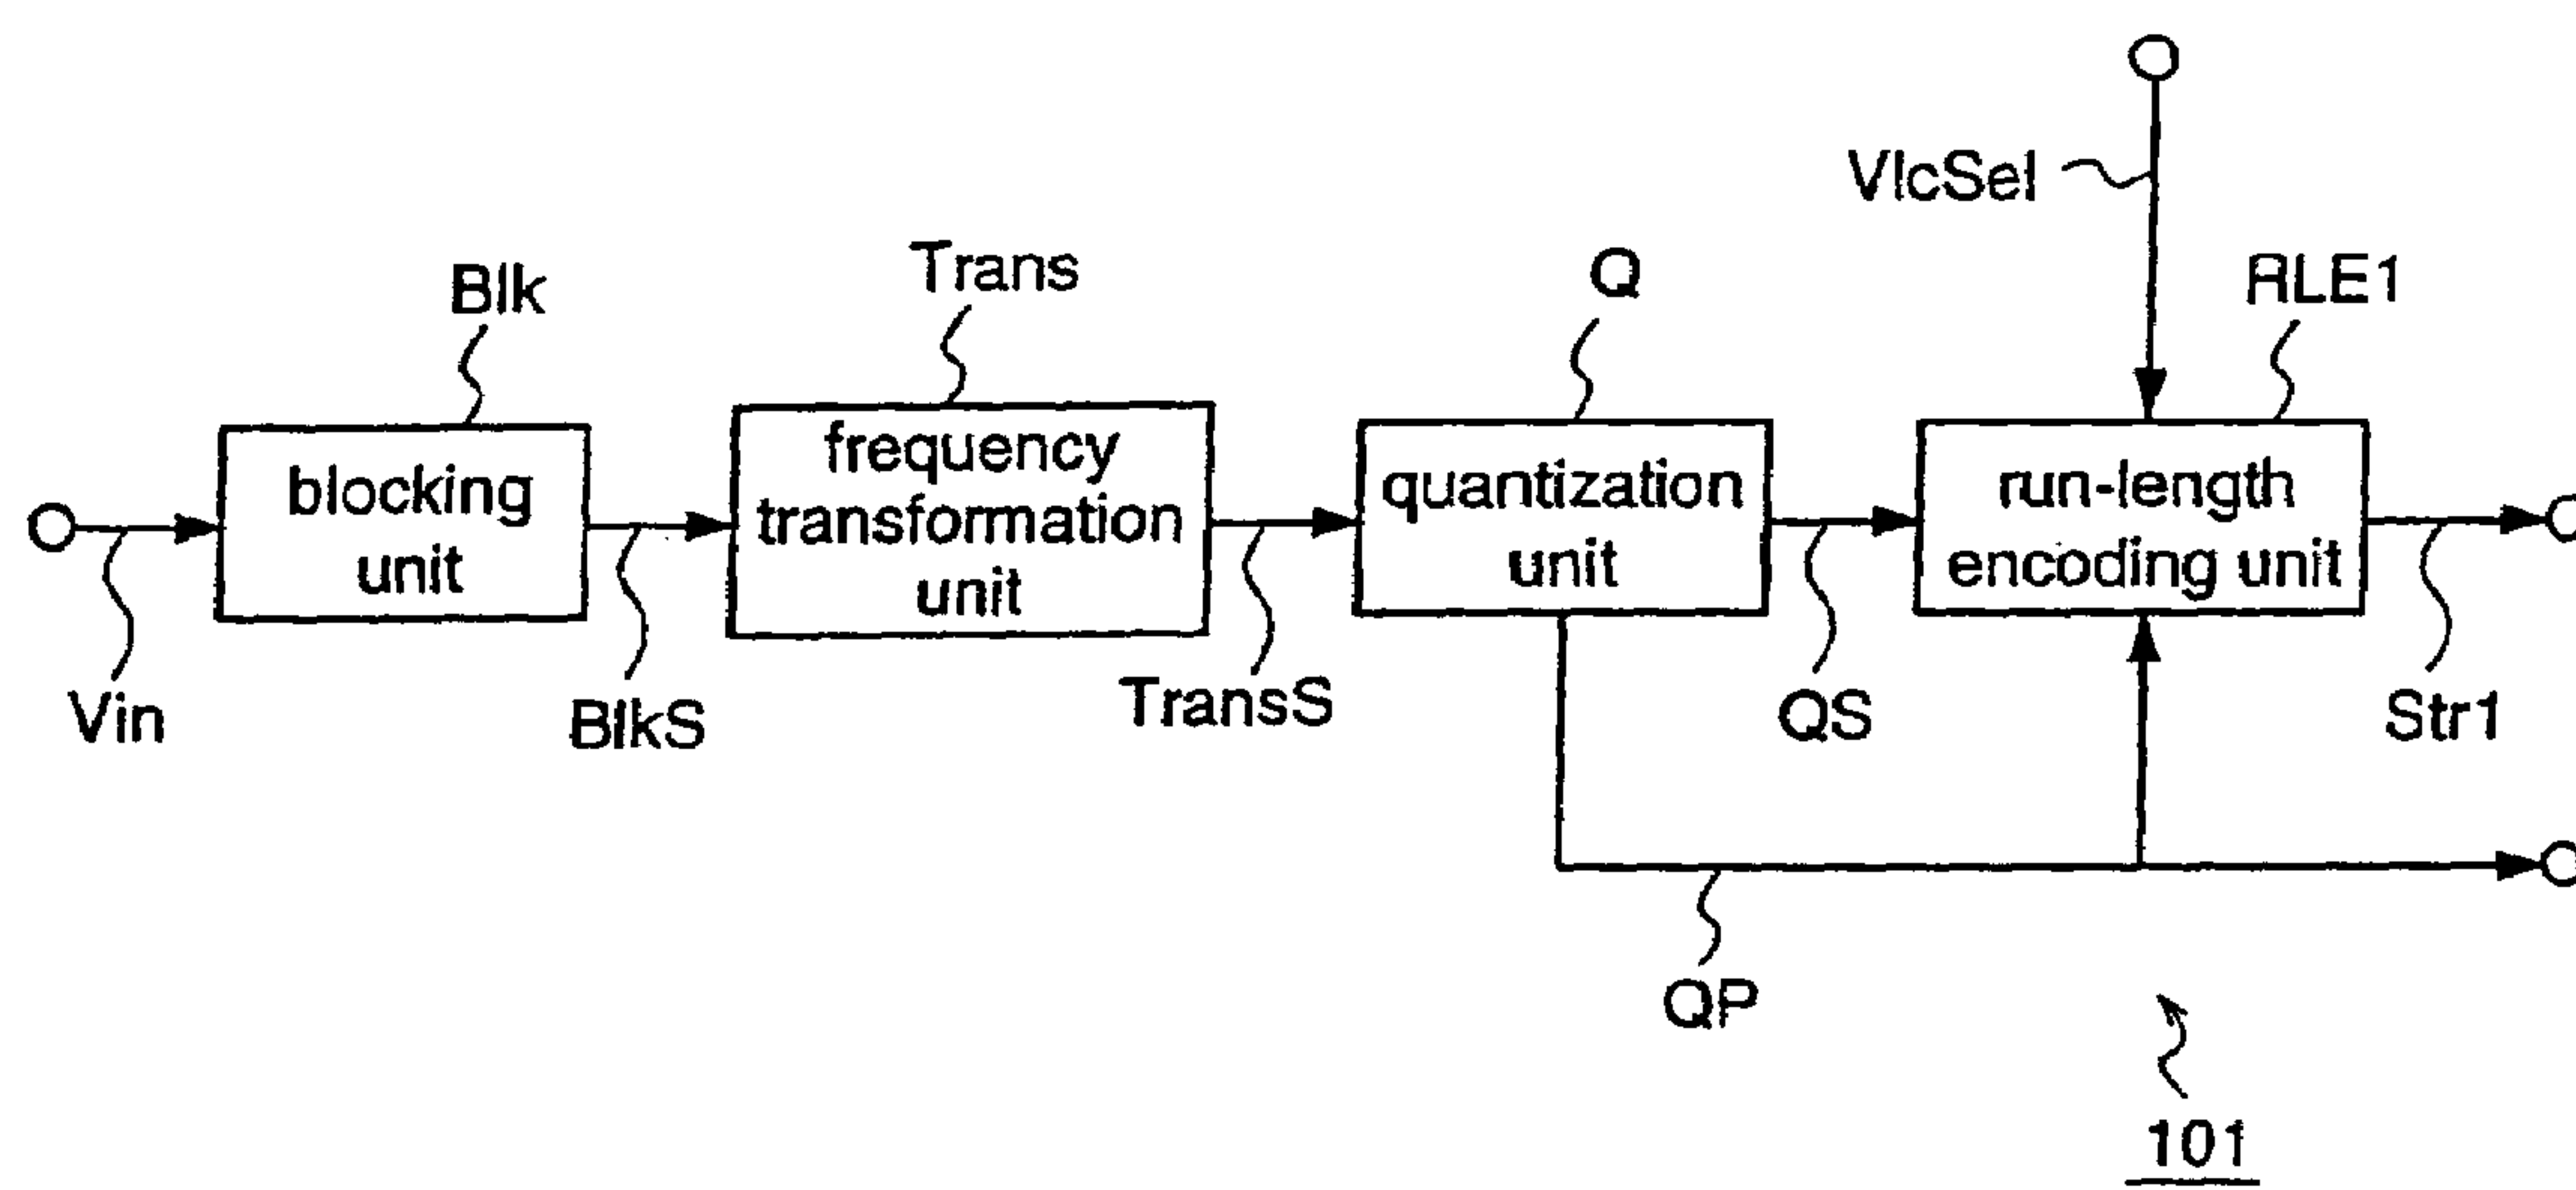 VlcSel
Blk
Trans
Q
RLE1
blocking
unit
frequency
transformation
unit
quantization
unit
run-length
encoding unit
Vin
BlkS
TransS
QS
Str1
QP
101